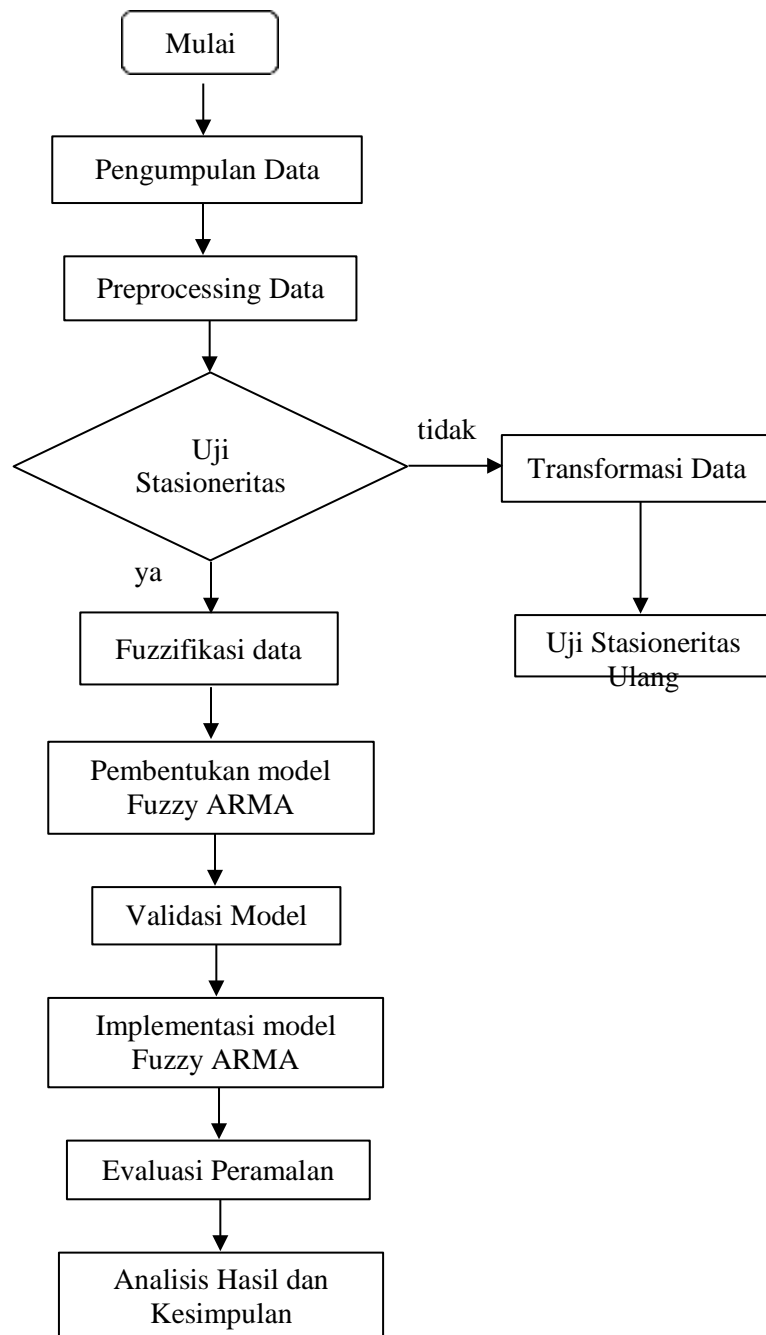 Mulai
Pengumpulan Data
Preprocessing Data
Uji
Stasioneritas
tidak
Transformasi Data
ya
Fuzzifikasi data
Uji Stasioneritas
Ulang
Pembentukan model
Fuzzy ARMA
Validasi Model
Implementasi model
Fuzzy ARMA
Evaluasi Peramalan
Analisis Hasil dan
Kesimpulan